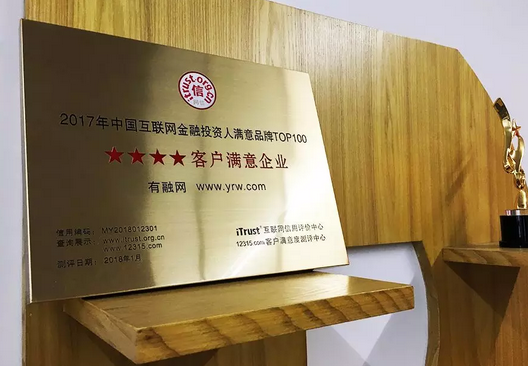 itrust.org.cn
信
2017年中国互联网金融投资人满意品牌TOP100
★★★★客户满意企业
有融网 www.yrw.com
信用编码：MY2018012301
查询展示：www.itrust.org.cn
www.12315.com
测评日期：2018年1月
iTrust®互联网信用评价中心
12315.com客户满意度测评中心